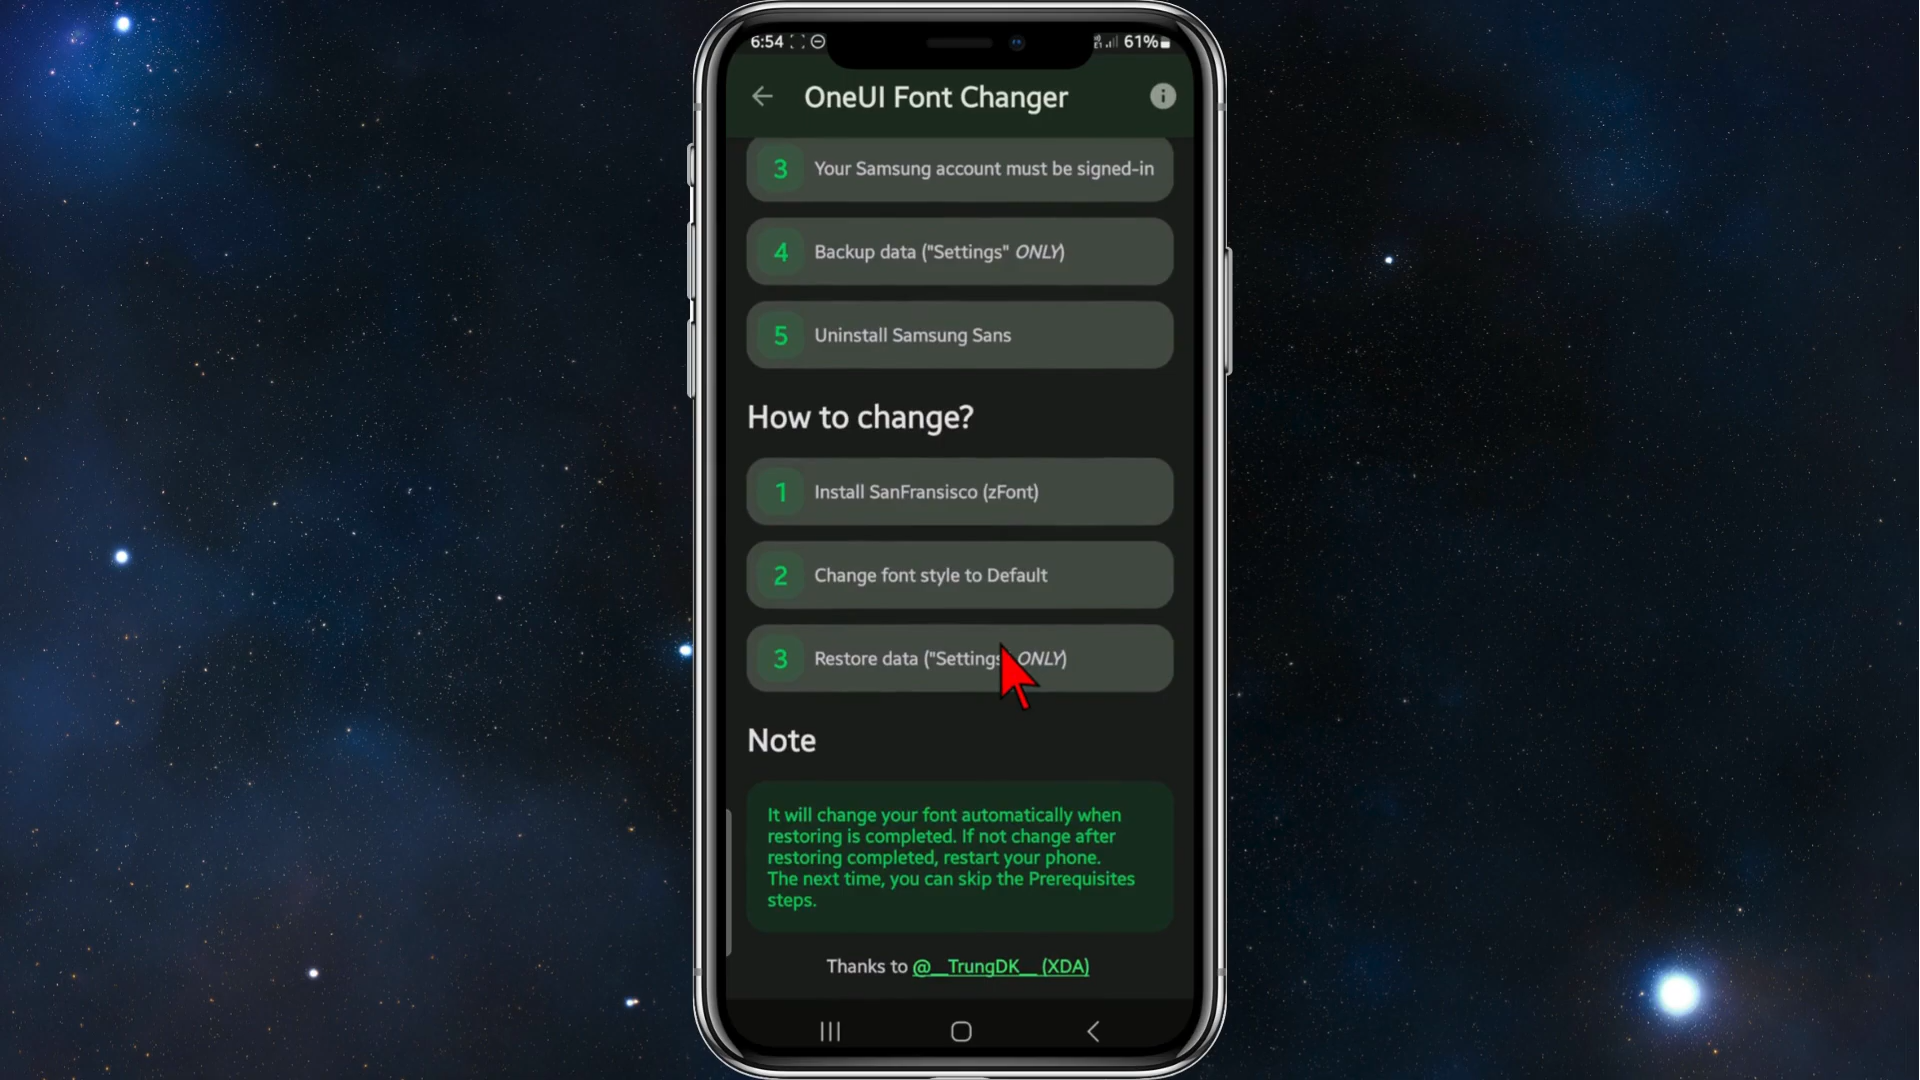 6:54
61%
OneUI Font Changer
3 Your Samsung account must be signed-in
4 Backup data ("Settings" ONLY)
5 Uninstall Samsung Sans
How to change?
1 Install SanFransisco (zFont)
2 Change font style to Default
3 Restore data ("Settings ONLY)
Note
It will change your font automatically when
restoring is completed. If not change after
restoring completed, restart your phone.
The next time, you can skip the Prerequisites
steps.
Thanks to @__TrungDK__ (XDA)